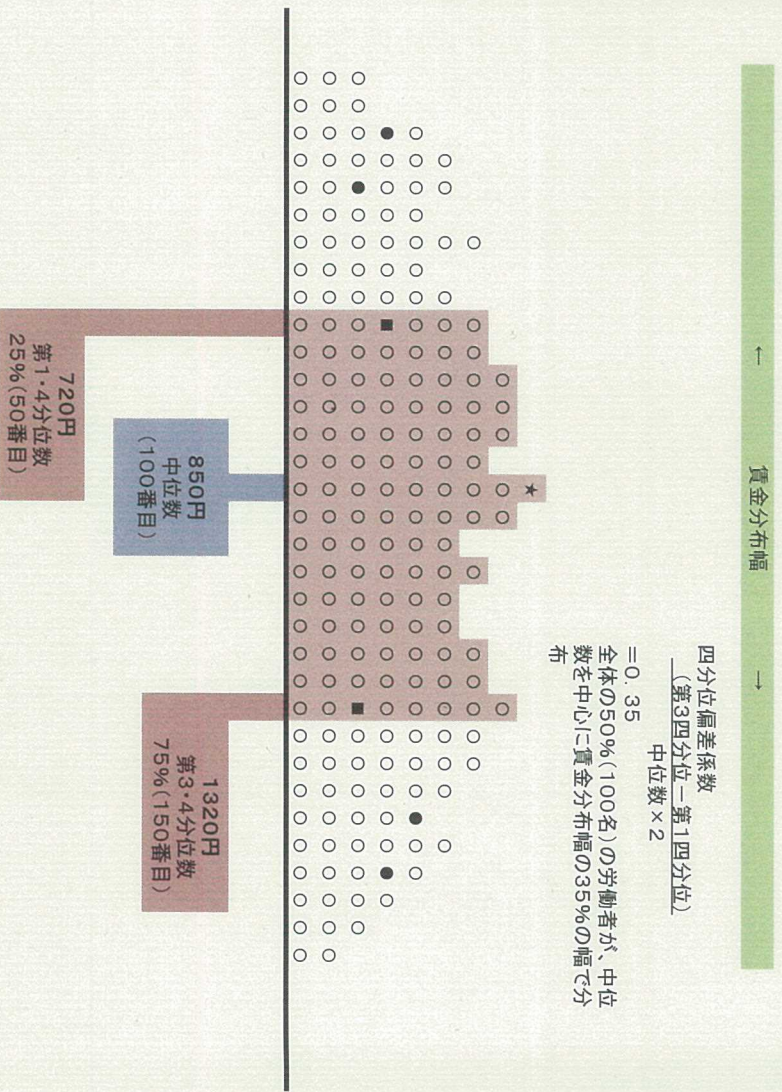 ← 賃金分布幅 →
四分位偏差係数
(第3四分位－第1四分位)
中位数×2
＝0. 35
全体の50%(100名)の労働者が、中位
数を中心に賃金分布幅の35%の幅で分
布
★
720円
第1・4分位数
25%(50番目)
850円
中位数
(100番目)
1320円
第3・4分位数
75%(150番目)